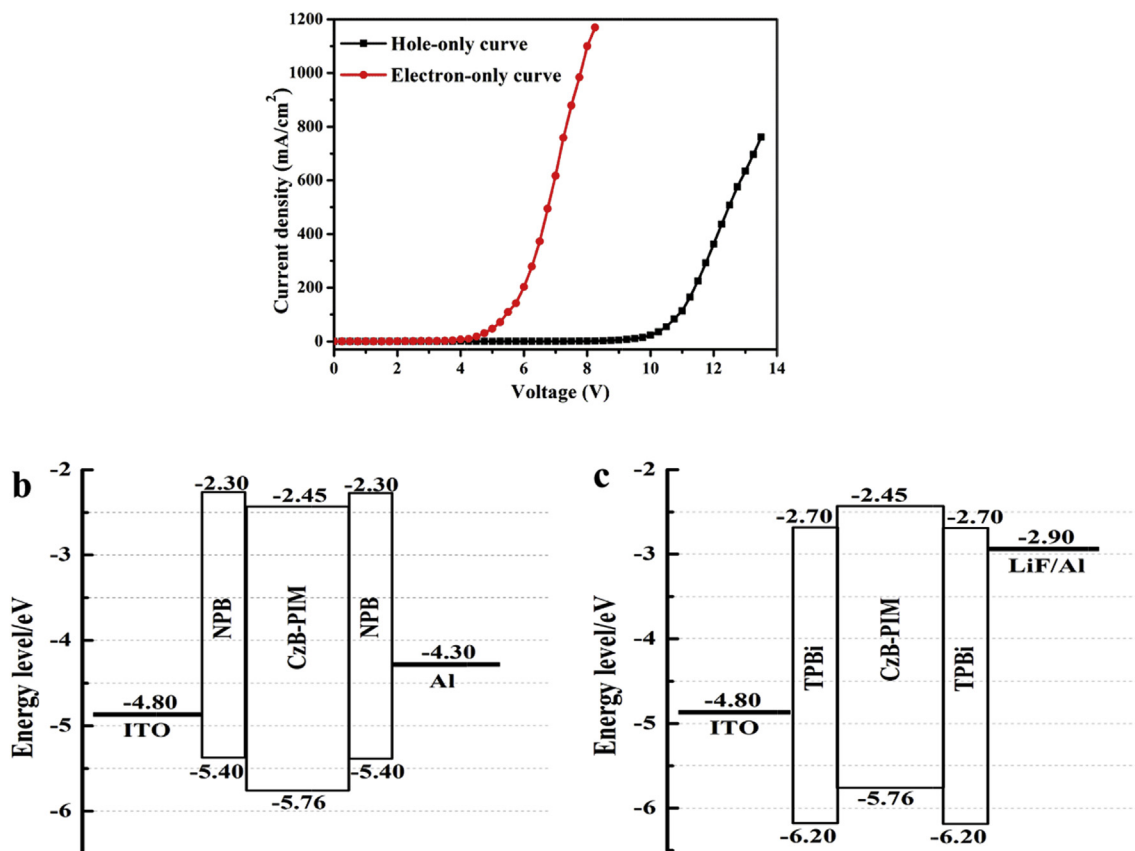 1200
1000
800
600
400
200
0
Current density (mA/cm²)
Hole-only curve
Electron-only curve
0 2 4 6 8 10 12 14
Voltage (V)
b
Energy level/eV
-2
-3
-4
-5
-6
-2.30
-2.45
-2.30
NPB
CzB-PIM
NPB
-4.30
Al
-4.80
ITO
-5.40
-5.76
-5.40
c
Energy level/eV
-2
-3
-4
-5
-6
-2.45
-2.70
-2.70
-2.90
LiF/Al
TPBi
CzB-PIM
TPBi
-4.80
ITO
-5.76
-6.20
-6.20